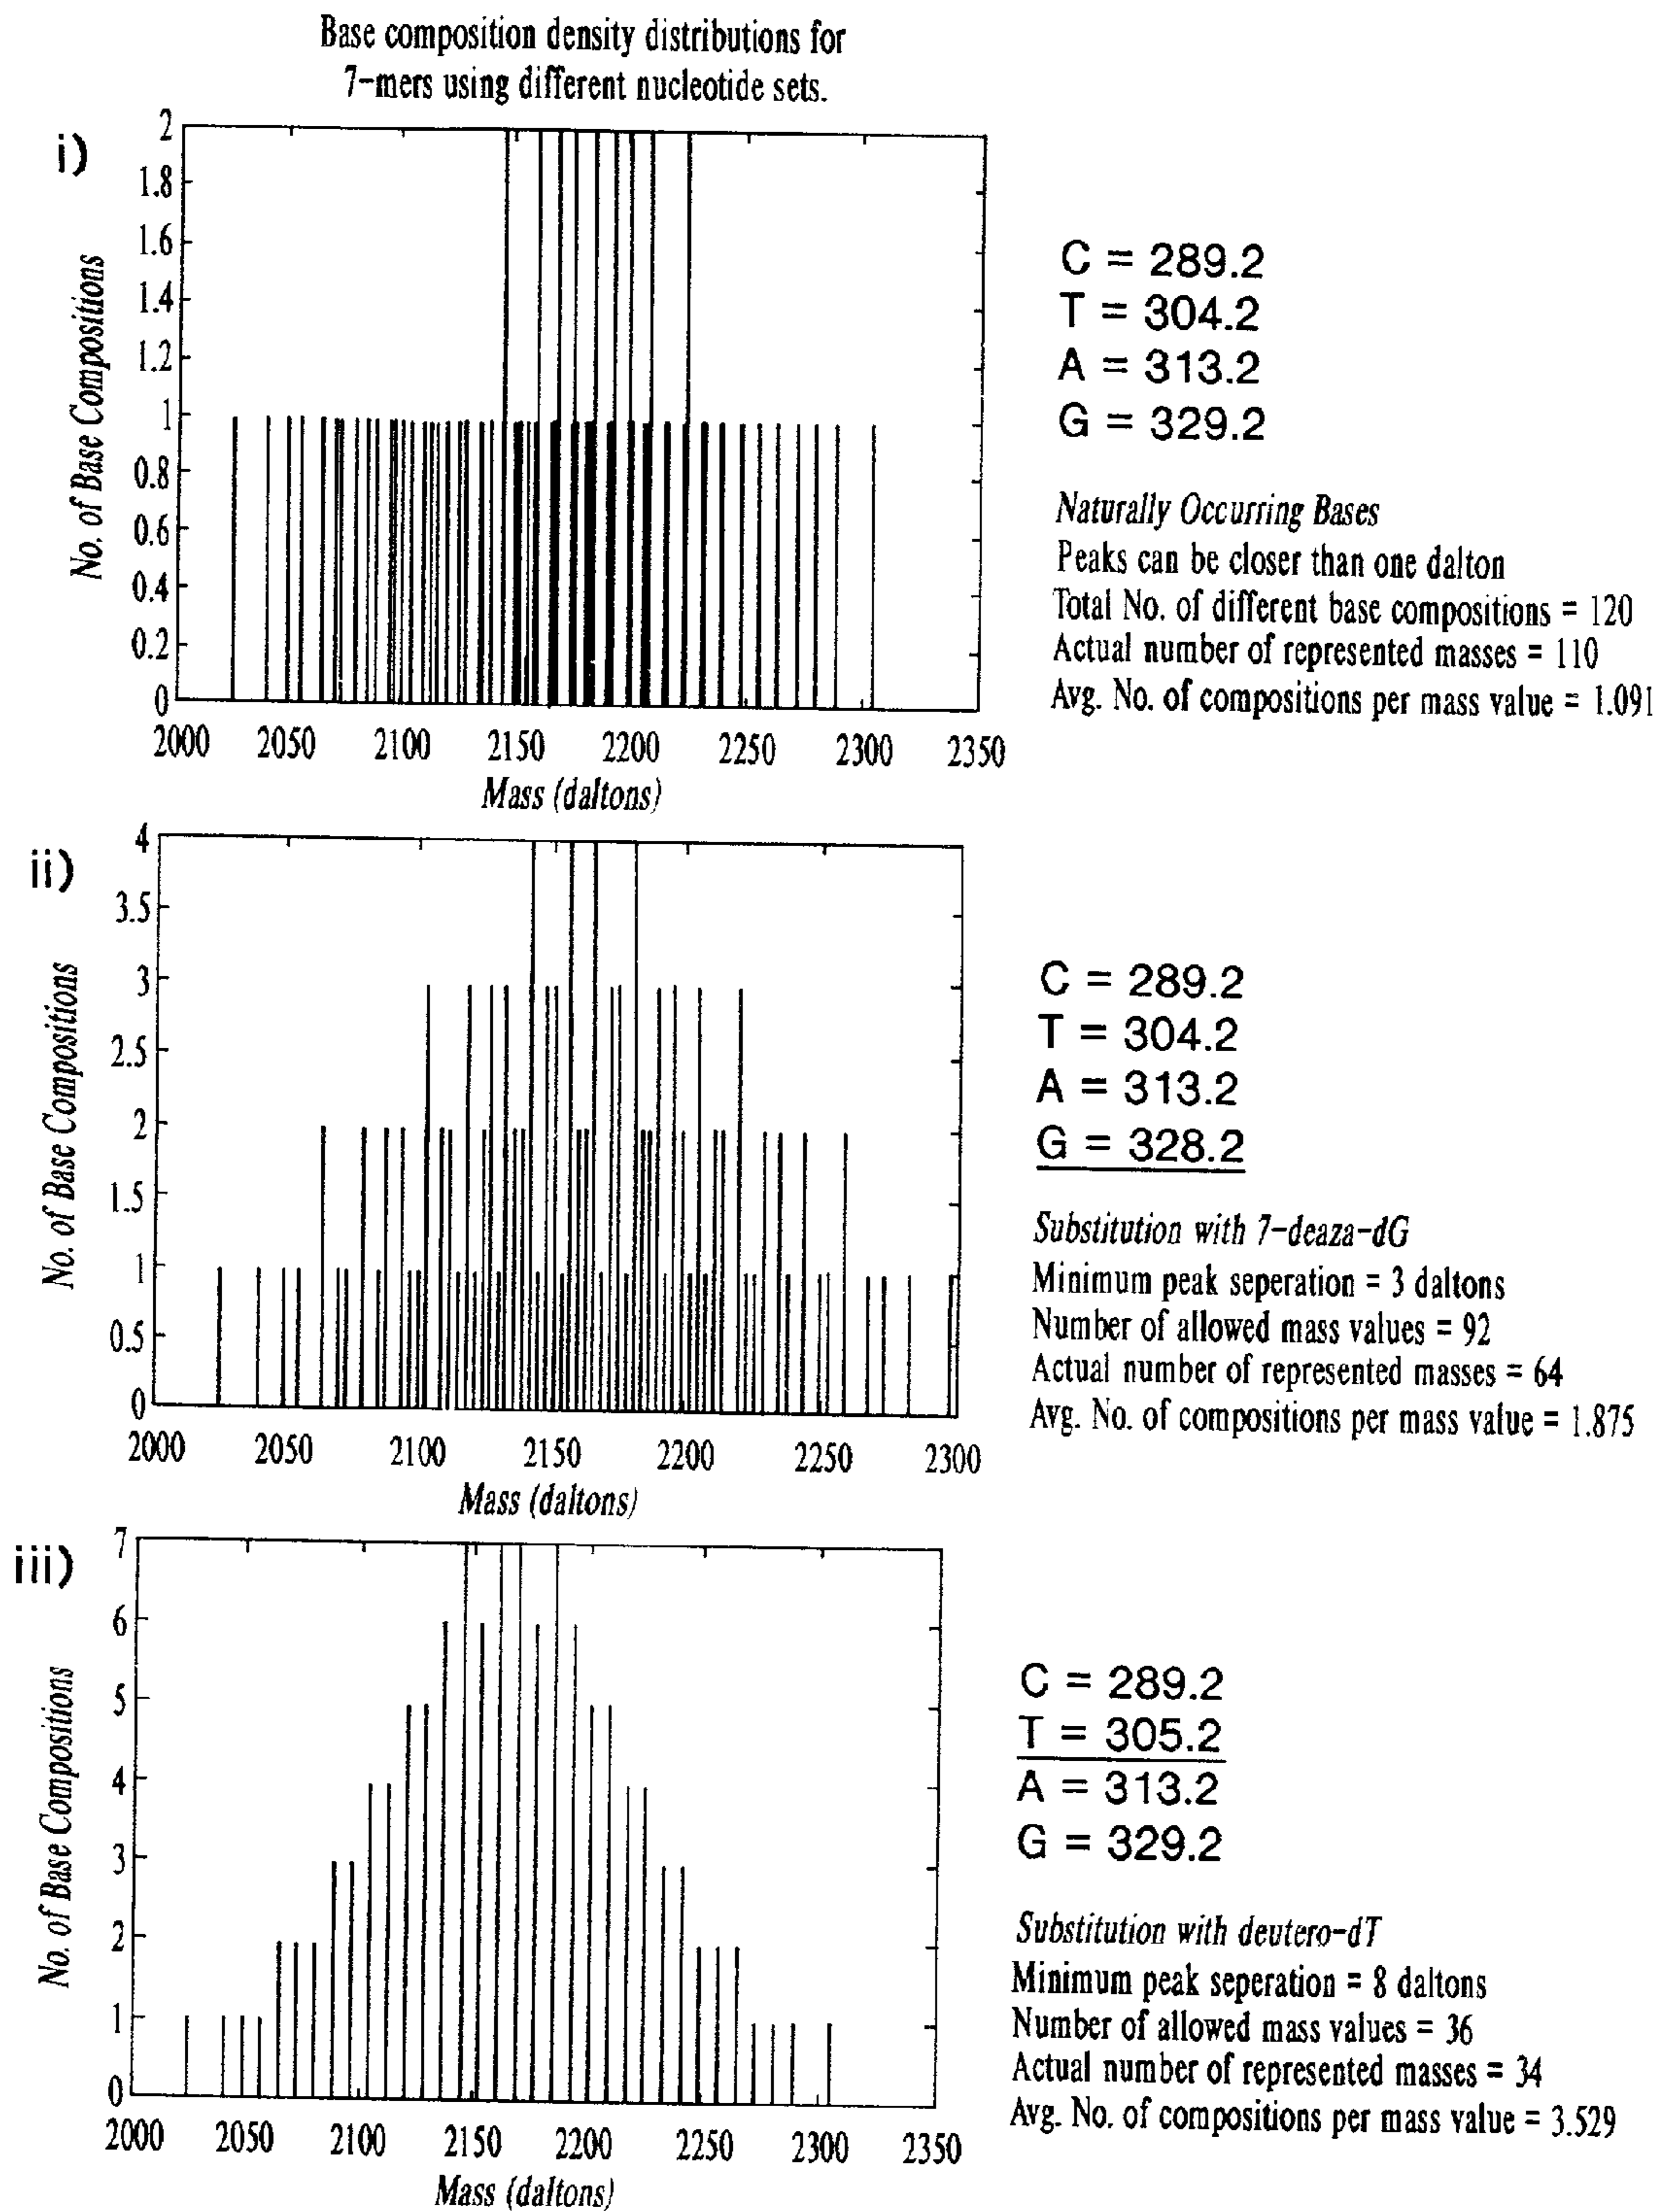 Base composition density distributions for
7-mers using different nucleotide sets.
i)
2
1.8
1.6
1.4
1.2
1
0.8
0.6
0.4
0.2
0
No. of Base Compositions
2000 2050 2100 2150 2200 2250 2300 2350
Mass (daltons)
C = 289.2
T = 304.2
A = 313.2
G = 329.2
Naturally Occurring Bases
Peaks can be closer than one dalton
Total No. of different base compositions = 120
Actual number of represented masses = 110
Avg. No. of compositions per mass value = 1.091
ii)
4
3.5
3
2.5
2
1.5
1
0.5
0
No. of Base Compositions
2000 2050 2100 2150 2200 2250 2300
Mass (daltons)
C = 289.2
T = 304.2
A = 313.2
G = 328.2
Substitution with 7-deaza-dG
Minimum peak seperation = 3 daltons
Number of allowed mass values = 92
Actual number of represented masses = 64
Avg. No. of compositions per mass value = 1.875
iii)
7
6
5
4
3
2
1
0
No. of Base Compositions
2000 2050 2100 2150 2200 2250 2300 2350
Mass (daltons)
C = 289.2
T = 305.2
A = 313.2
G = 329.2
Substitution with deutero-dT
Minimum peak seperation = 8 daltons
Number of allowed mass values = 36
Actual number of represented masses = 34
Avg. No. of compositions per mass value = 3.529